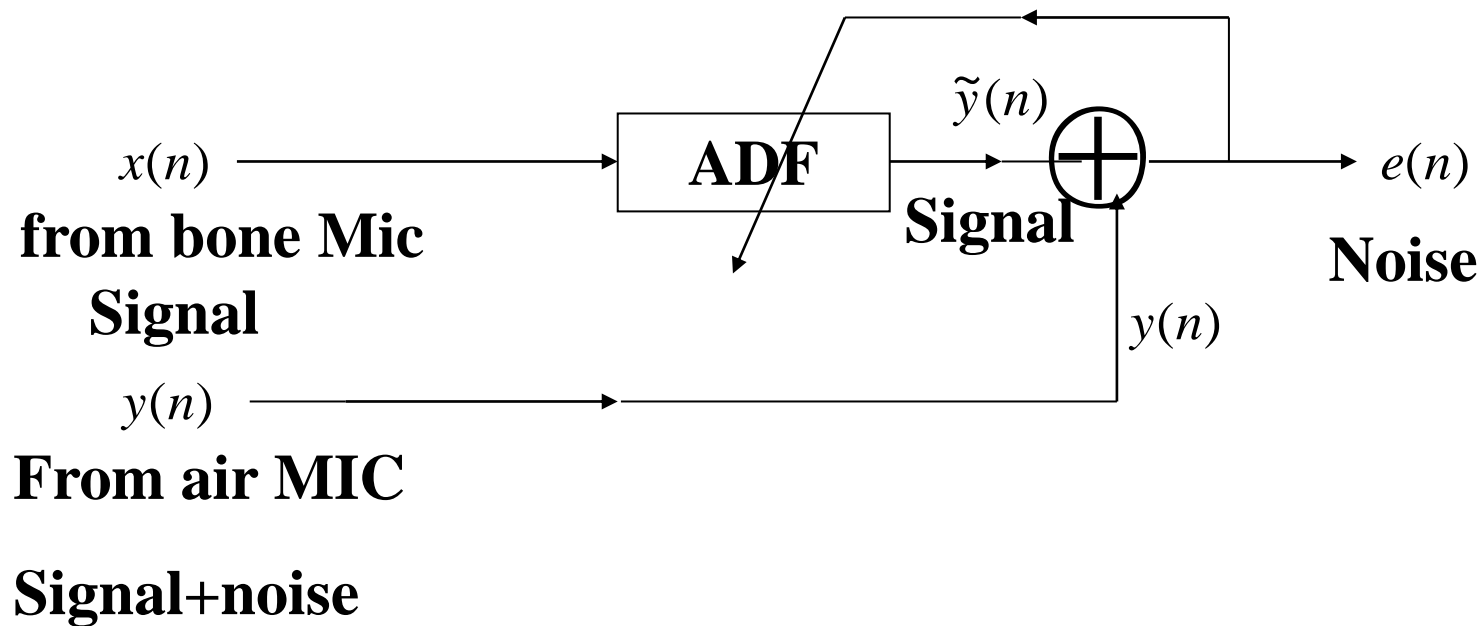 ỹ(n)
x(n)
ADF
e(n)
from bone Mic
Signal
Signal
Noise
y(n)
y(n)
From air MIC
Signal+noise